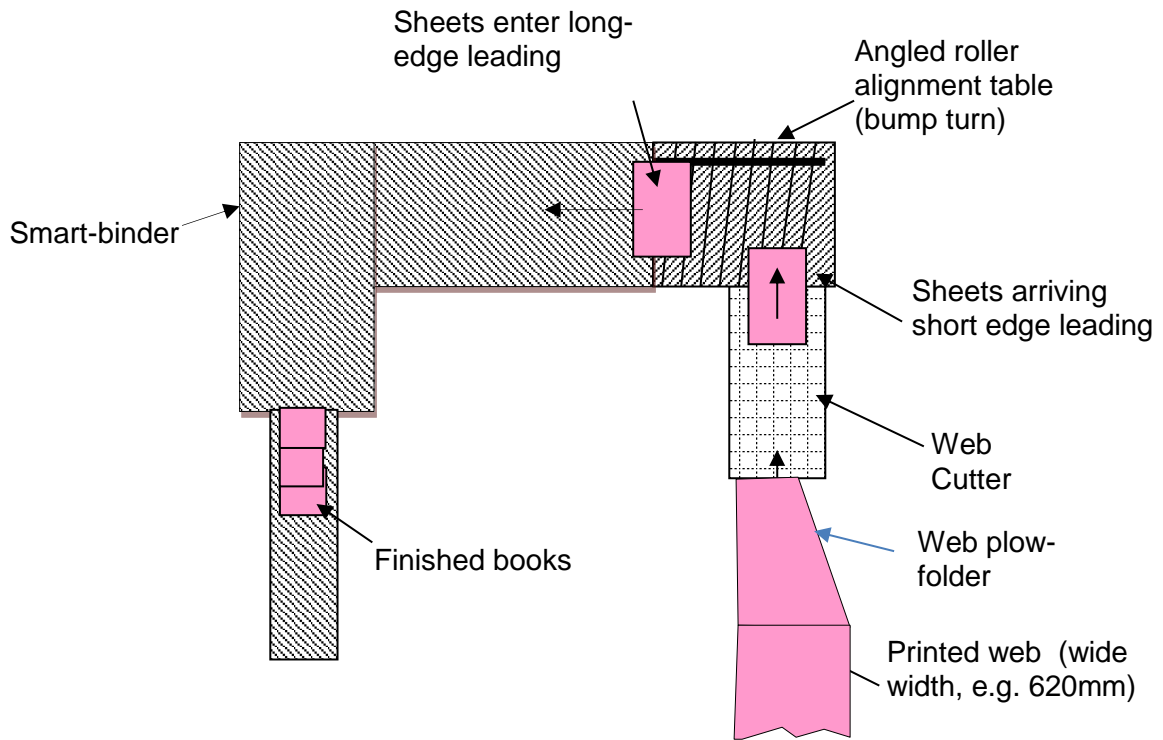 Sheets enter long-
edge leading
Angled roller
alignment table
(bump turn)
Smart-binder
Sheets arriving
short edge leading
Web
Cutter
Finished books
Web plow-
folder
Printed web  (wide
width, e.g. 620mm)